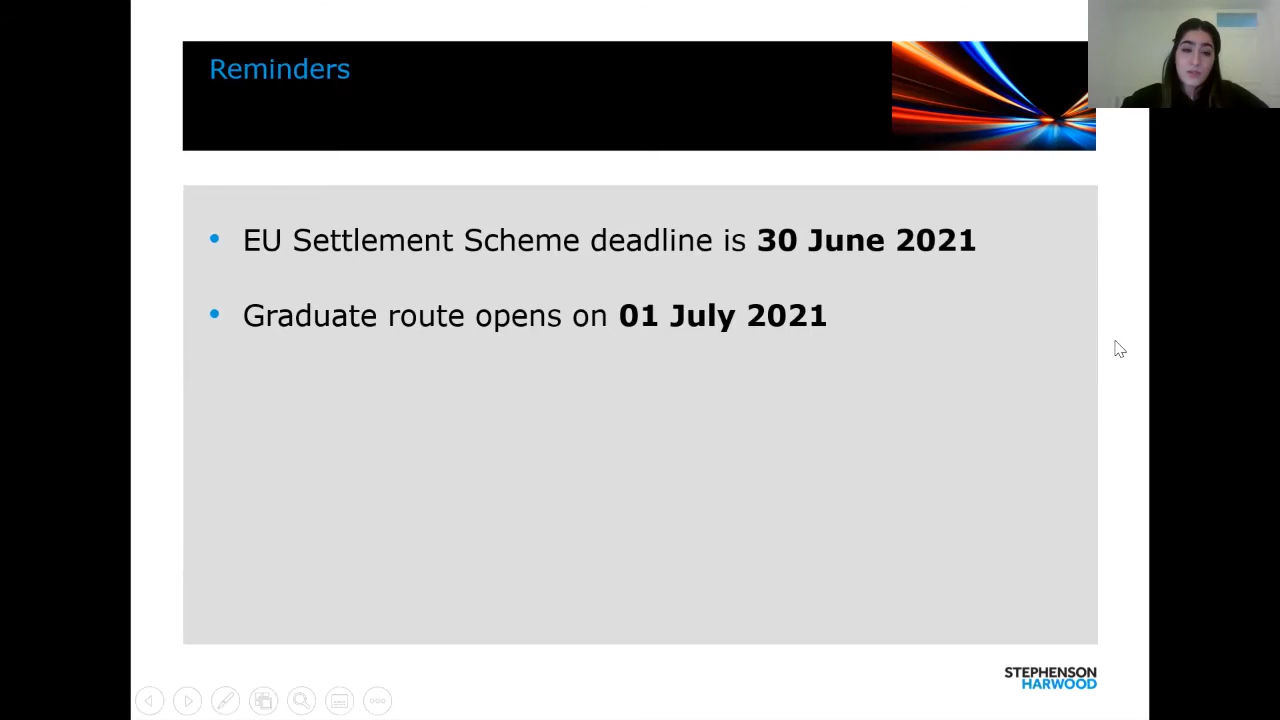 Reminders
• EU Settlement Scheme deadline is 30 June 2021
• Graduate route opens on 01 July 2021
STEPHENSON
HARWOOD